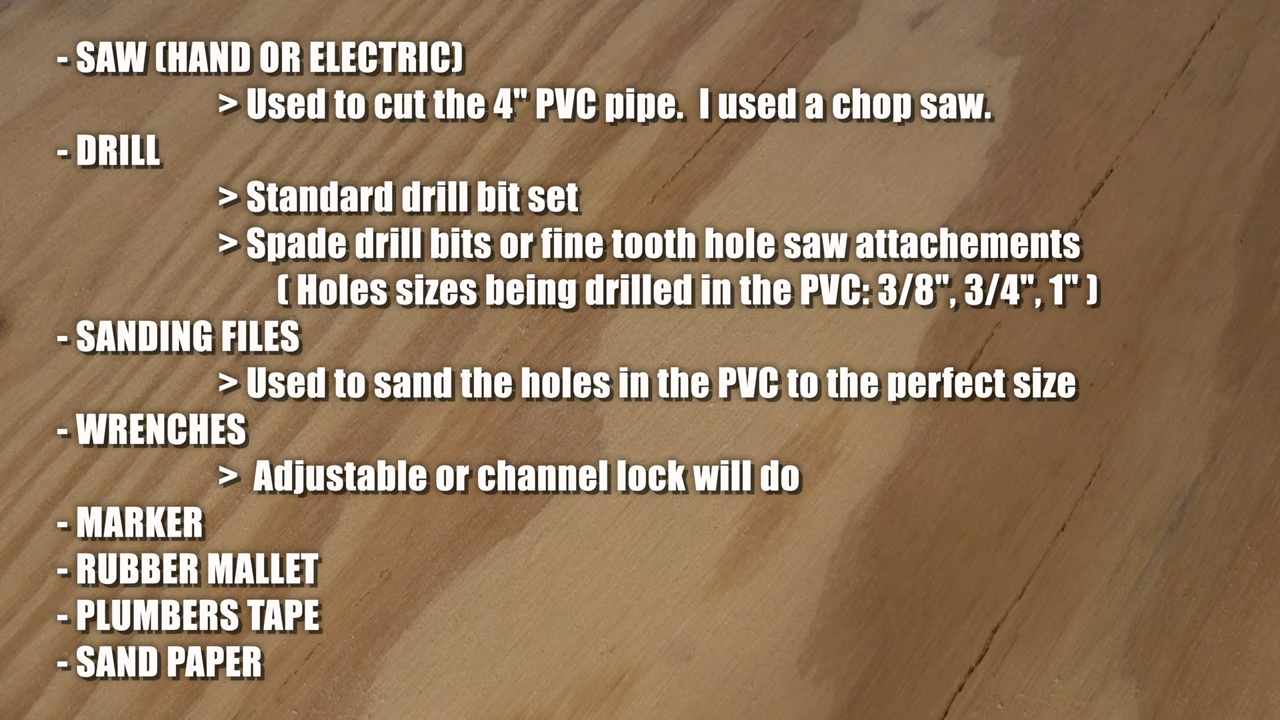 - SAW (HAND OR ELECTRIC)
> Used to cut the 4" PVC pipe.  I used a chop saw.
- DRILL
> Standard drill bit set
> Spade drill bits or fine tooth hole saw attachements
( Holes sizes being drilled in the PVC: 3/8", 3/4", 1" )
- SANDING FILES
> Used to sand the holes in the PVC to the perfect size
- WRENCHES
>  Adjustable or channel lock will do
- MARKER
- RUBBER MALLET
- PLUMBERS TAPE
- SAND PAPER